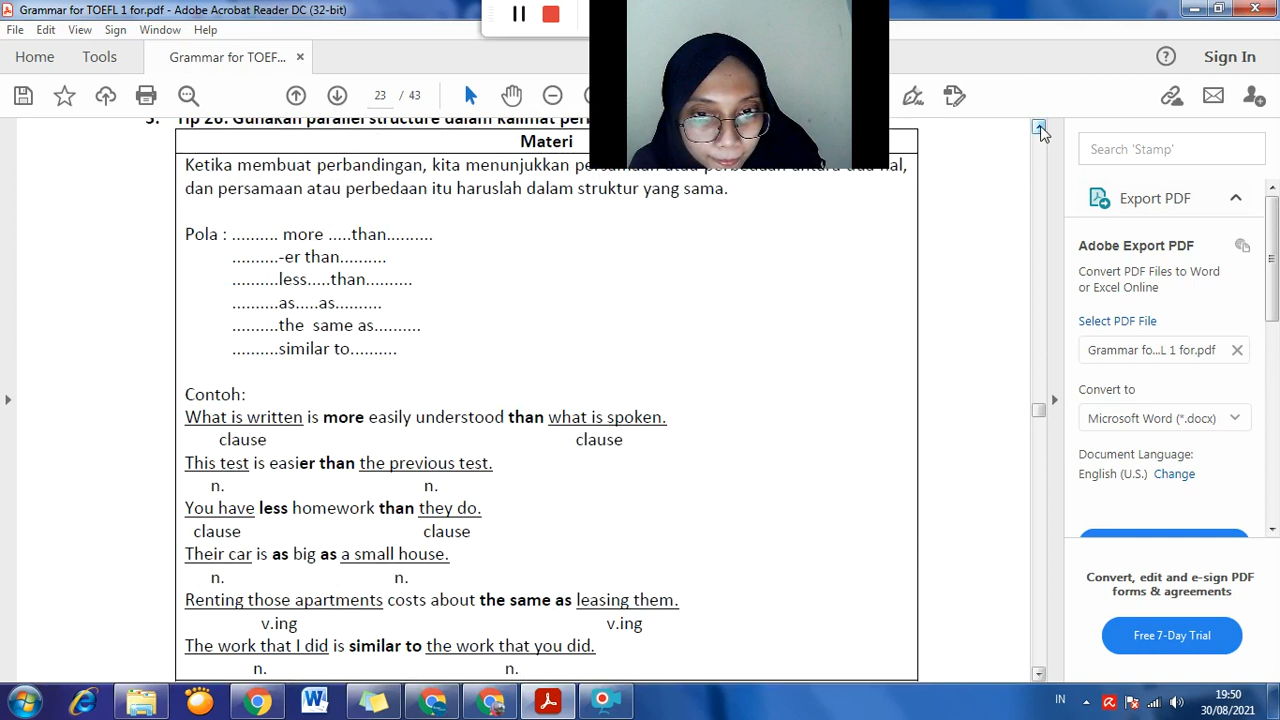 Grammar for TOEFL 1 for.pdf - Adobe Acrobat Reader DC (32-bit)
File Edit View Sign Window Help
Home Tools Grammar for TOEF... ×
Sign In
23 / 43
Materi
Ketika membuat perbandingan, kita menunjukkan
dan persamaan atau perbedaan itu haruslah dalam struktur yang sama.
Pola : .......... more .....than..........
..........-er than..........
..........less.....than..........
..........as.....as..........
..........the same as..........
..........similar to..........
Contoh:
What is written is more easily understood than what is spoken.
clause clause
This test is easier than the previous test.
n. n.
You have less homework than they do.
clause clause
Their car is as big as a small house.
n. n.
Renting those apartments costs about the same as leasing them.
v.ing v.ing
The work that I did is similar to the work that you did.
n. n.
Search 'Stamp'
Export PDF
Adobe Export PDF
Convert PDF Files to Word
or Excel Online
Select PDF File
Grammar fo...L 1 for.pdf
Convert to
Microsoft Word (*.docx)
Document Language:
English (U.S.) Change
Convert, edit and e-sign PDF
forms & agreements
Free 7-Day Trial
IN
19:50
30/08/2021